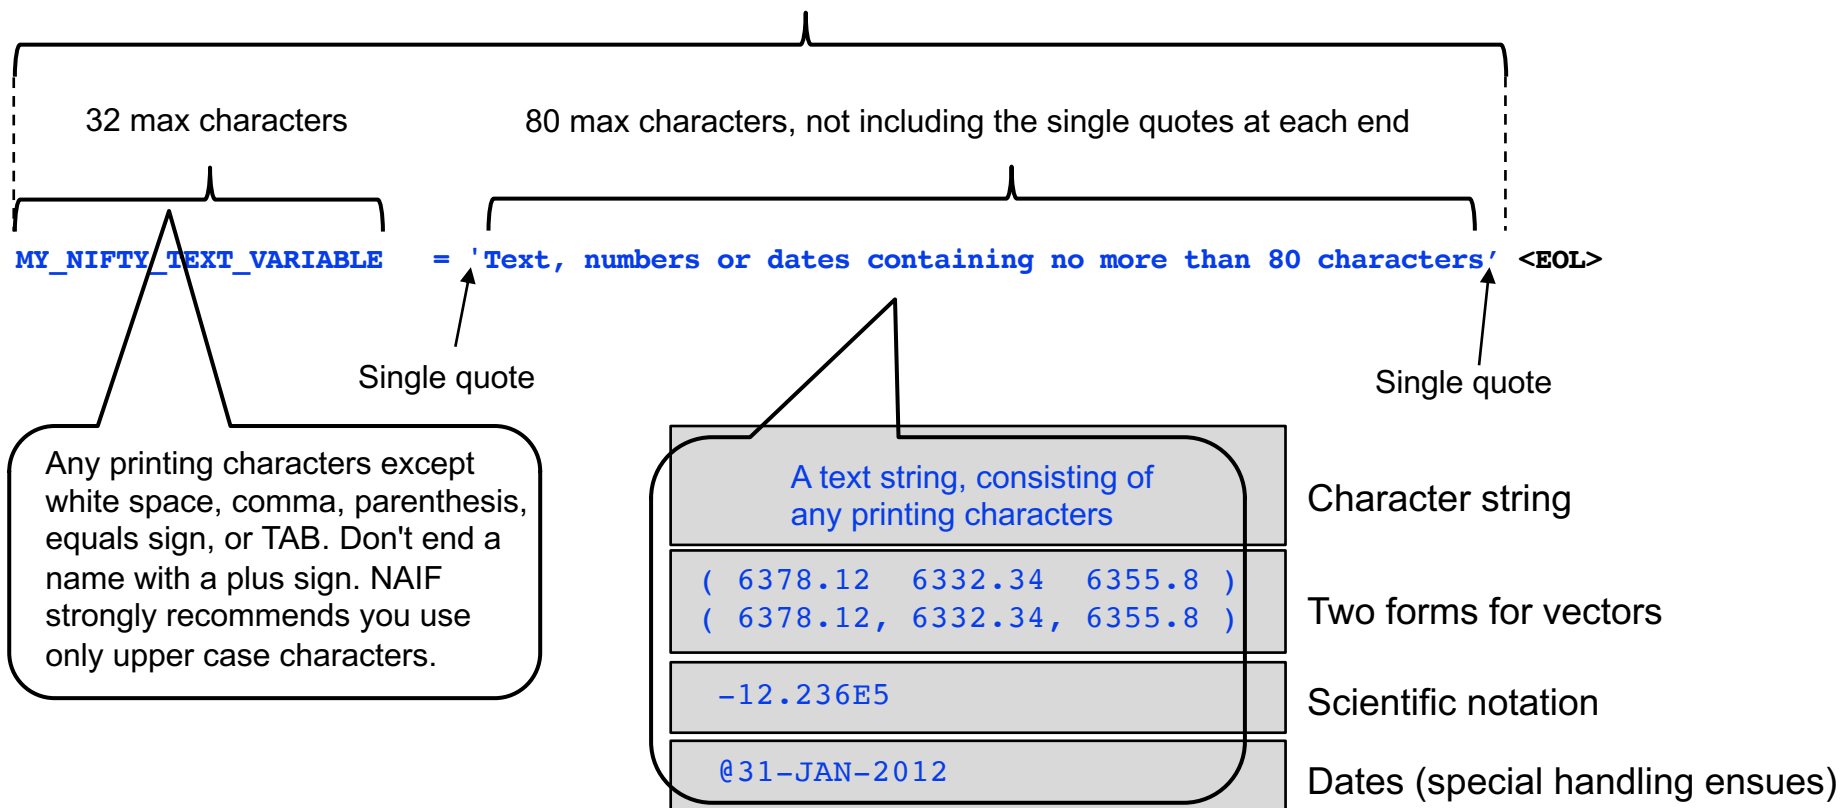 32 max characters
80 max characters, not including the single quotes at each end
MY_NIFTY_TEXT_VARIABLE = 'Text, numbers or dates containing no more than 80 characters’ <EOL>
Single quote
Single quote
Any printing characters except
white space, comma, parenthesis,
equals sign, or TAB. Don't end a
name with a plus sign. NAIF
strongly recommends you use
only upper case characters.
A text string, consisting of
any printing characters
Character string
( 6378.12 6332.34 6355.8 )
( 6378.12, 6332.34, 6355.8 )
Two forms for vectors
-12.236E5
Scientific notation
@31-JAN-2012
Dates (special handling ensues)